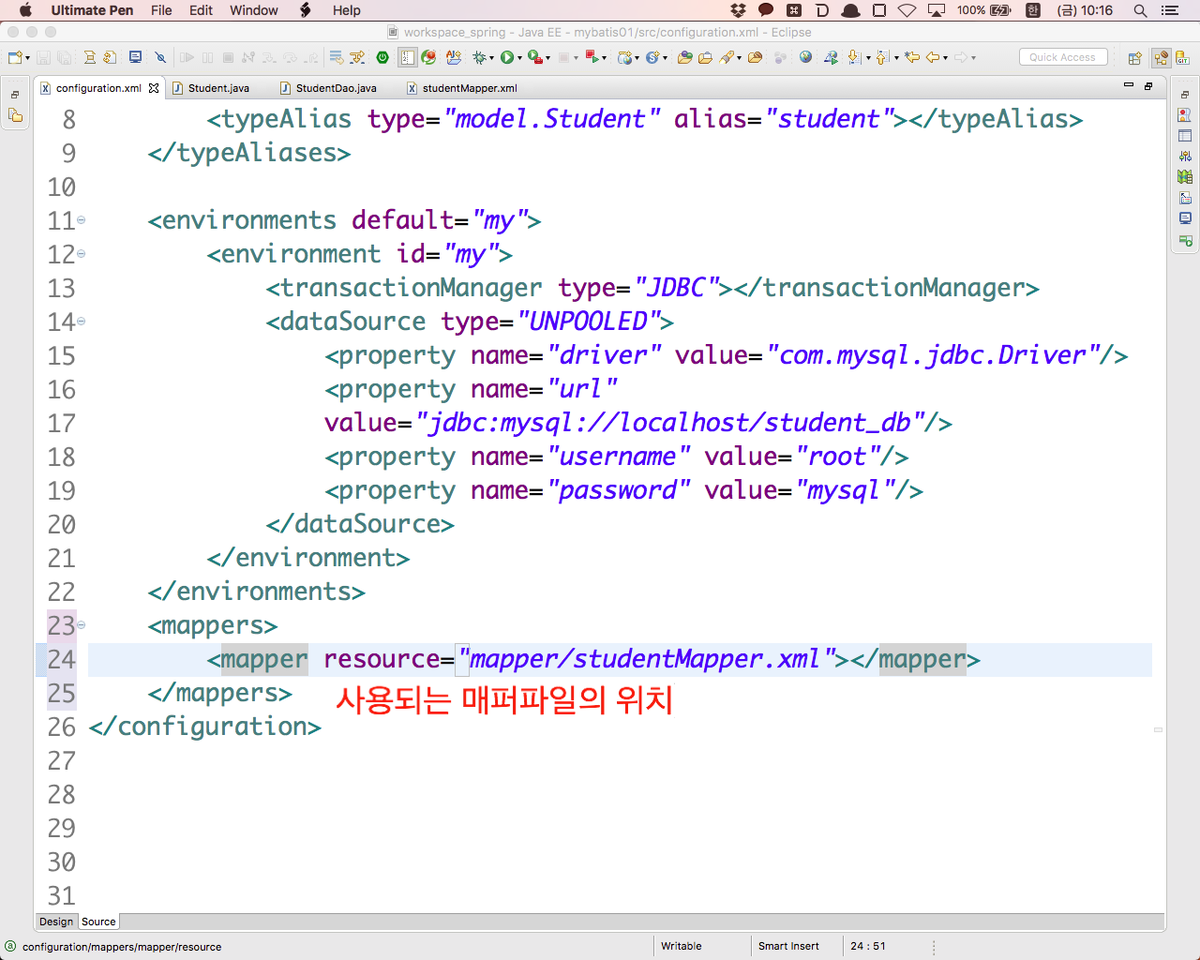 Ultimate Pen File Edit Window Help 100% 한 (금) 10:16
workspace_spring - Java EE - mybatis01/src/configuration.xml - Eclipse
Quick Access
configuration.xml Student.java StudentDao.java studentMapper.xml
8 <typeAlias type="model.Student" alias="student"></typeAlias>
9 </typeAliases>
10
11 <environments default="my">
12 <environment id="my">
13 <transactionManager type="JDBC"></transactionManager>
14 <dataSource type="UNPOOLED">
15 <property name="driver" value="com.mysql.jdbc.Driver"/>
16 <property name="url"
17 value="jdbc:mysql://localhost/student_db"/>
18 <property name="username" value="root"/>
19 <property name="password" value="mysql"/>
20 </dataSource>
21 </environment>
22 </environments>
23 <mappers>
24 <mapper resource="mapper/studentMapper.xml"></mapper>
25 </mappers> 사용되는 매퍼파일의 위치
26 </configuration>
27
28
29
30
31
Design Source
configuration/mappers/mapper/resource Writable Smart Insert 24 : 51